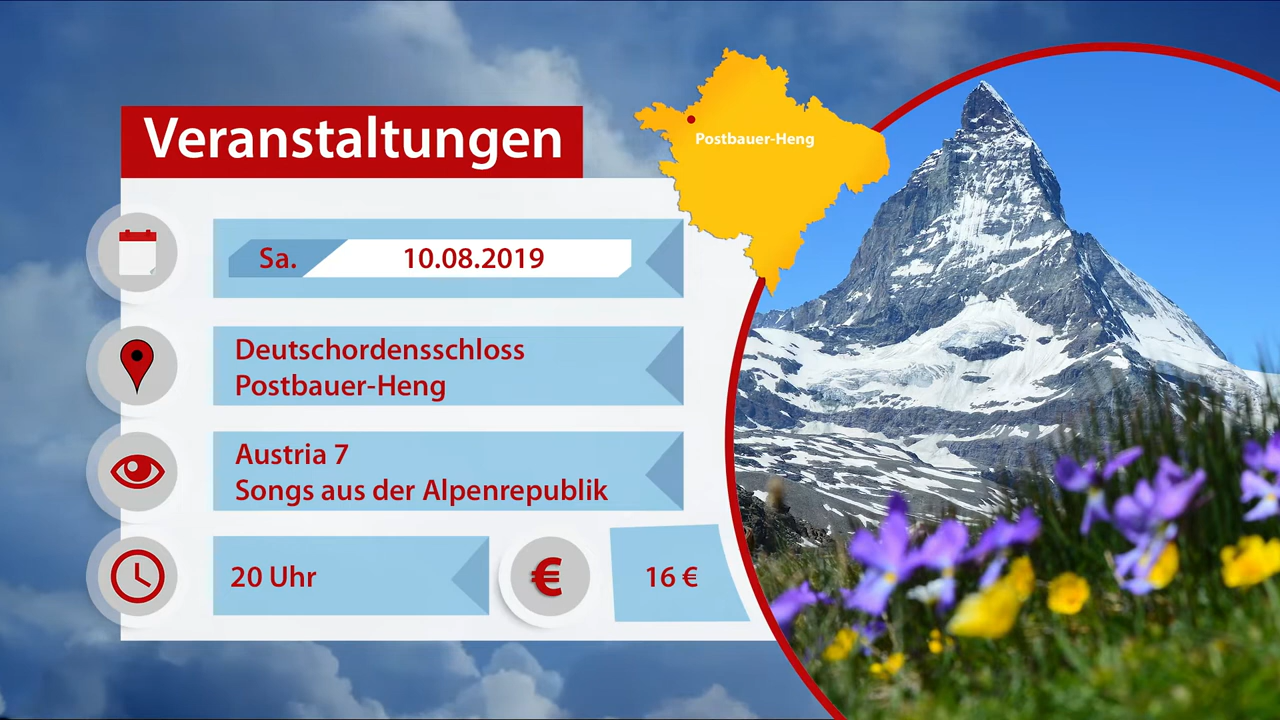 Veranstaltungen
Postbauer-Heng
Sa. 10.08.2019
Deutschordensschloss
Postbauer-Heng
Austria 7
Songs aus der Alpenrepublik
20 Uhr € 16 €